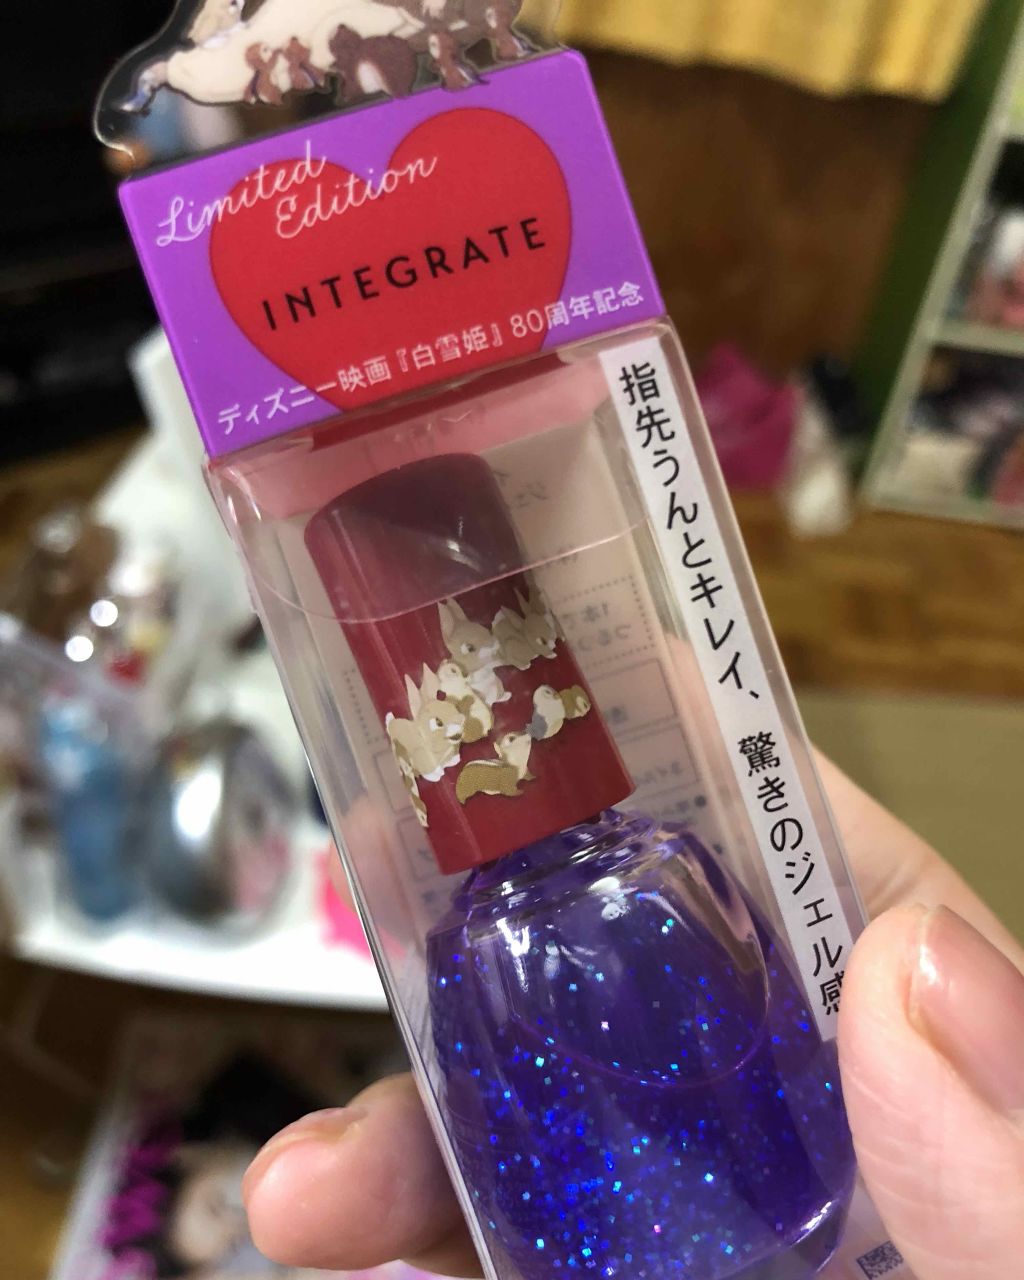 Limited
Edition
INTEGRATE
ディズニー映画『白雪姫』80周年記念
指先うんとキレイ、驚きのジェル感